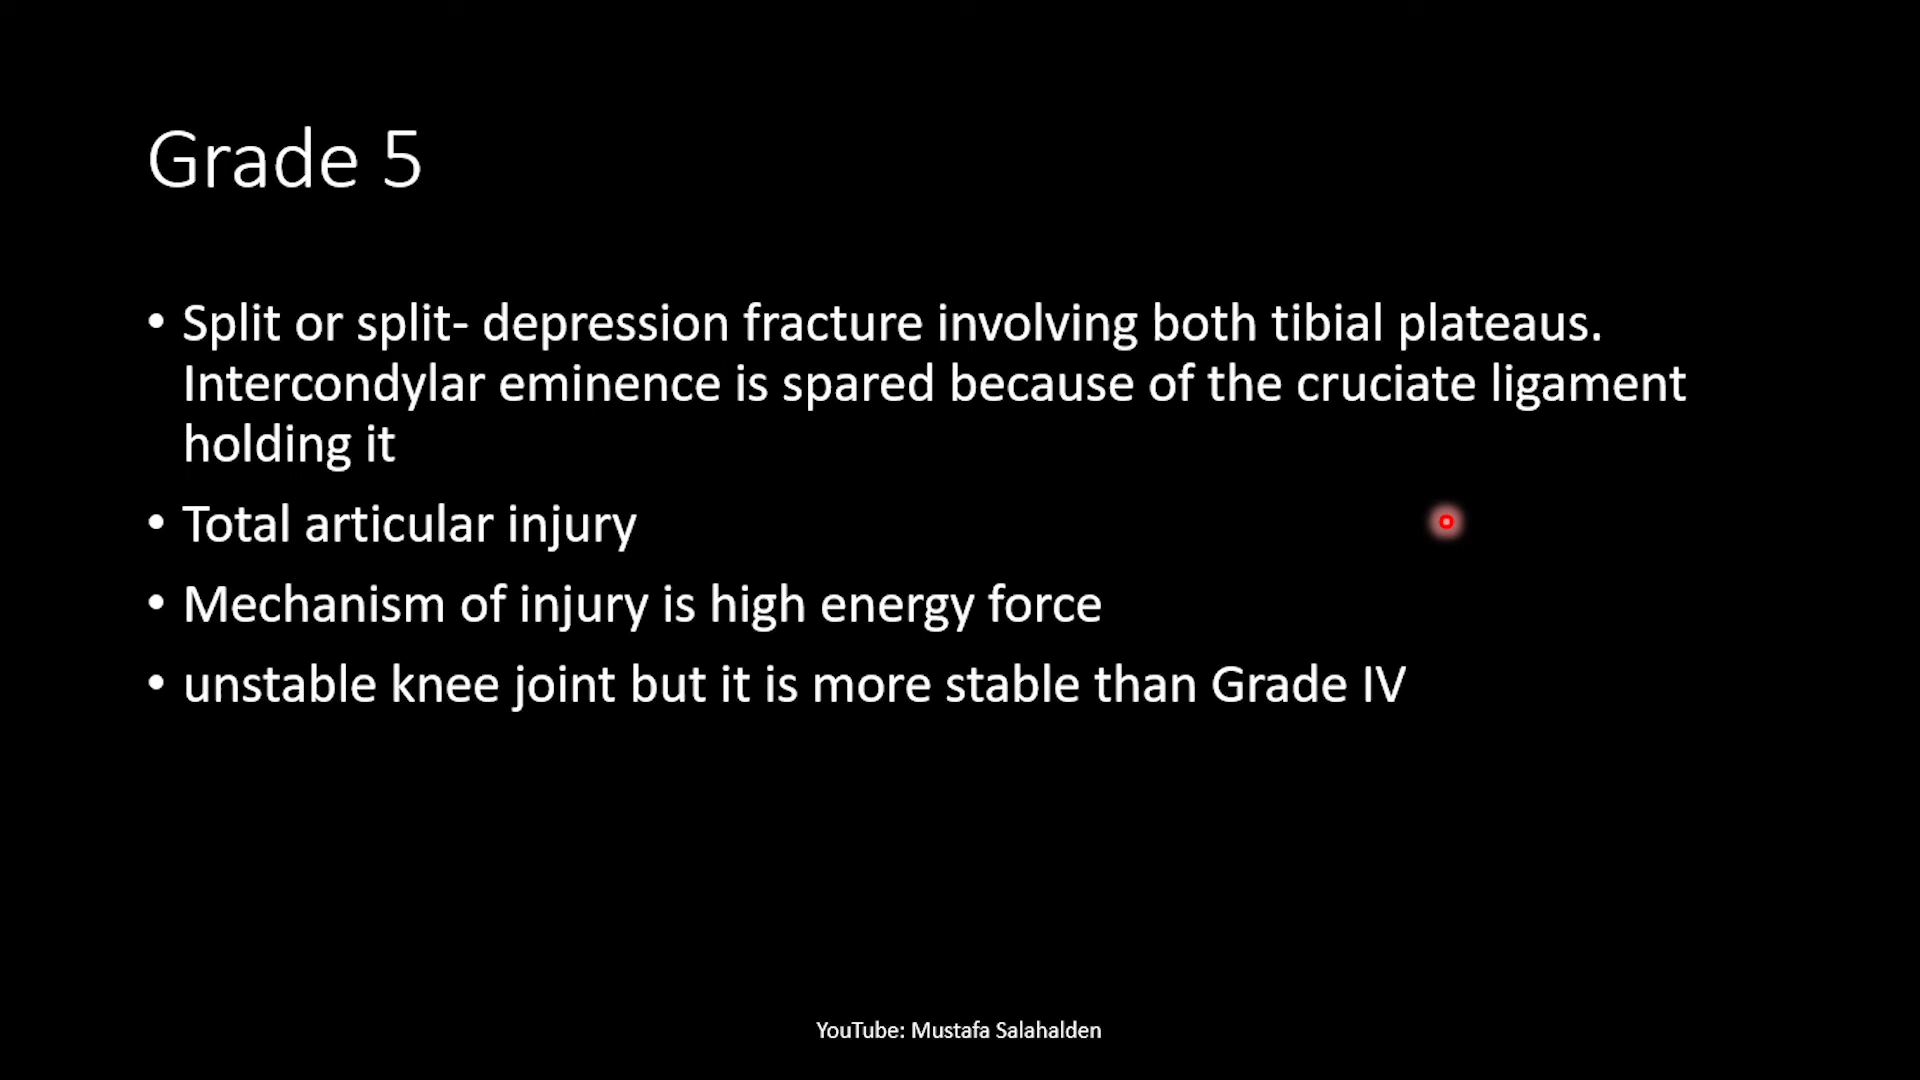 Grade 5
• Split or split- depression fracture involving both tibial plateaus.
Intercondylar eminence is spared because of the cruciate ligament
holding it
• Total articular injury
• Mechanism of injury is high energy force
• unstable knee joint but it is more stable than Grade IV
YouTube: Mustafa Salahalden